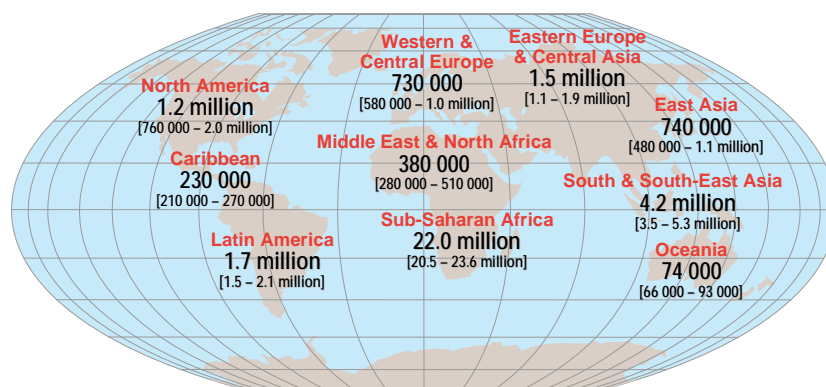 North America
1.2 million
[760 000 – 2.0 million]
Caribbean
230 000
[210 000 – 270 000]
Latin America
1.7 million
[1.5 – 2.1 million]
Western &
Central Europe
730 000
[580 000 – 1.0 million]
Middle East & North Africa
380 000
[280 000 – 510 000]
Sub-Saharan Africa
22.0 million
[20.5 – 23.6 million]
Eastern Europe
& Central Asia
1.5 million
[1.1 – 1.9 million]
East Asia
740 000
[480 000 – 1.1 million]
South & South-East Asia
4.2 million
[3.5 – 5.3 million]
Oceania
74 000
[66 000 – 93 000]